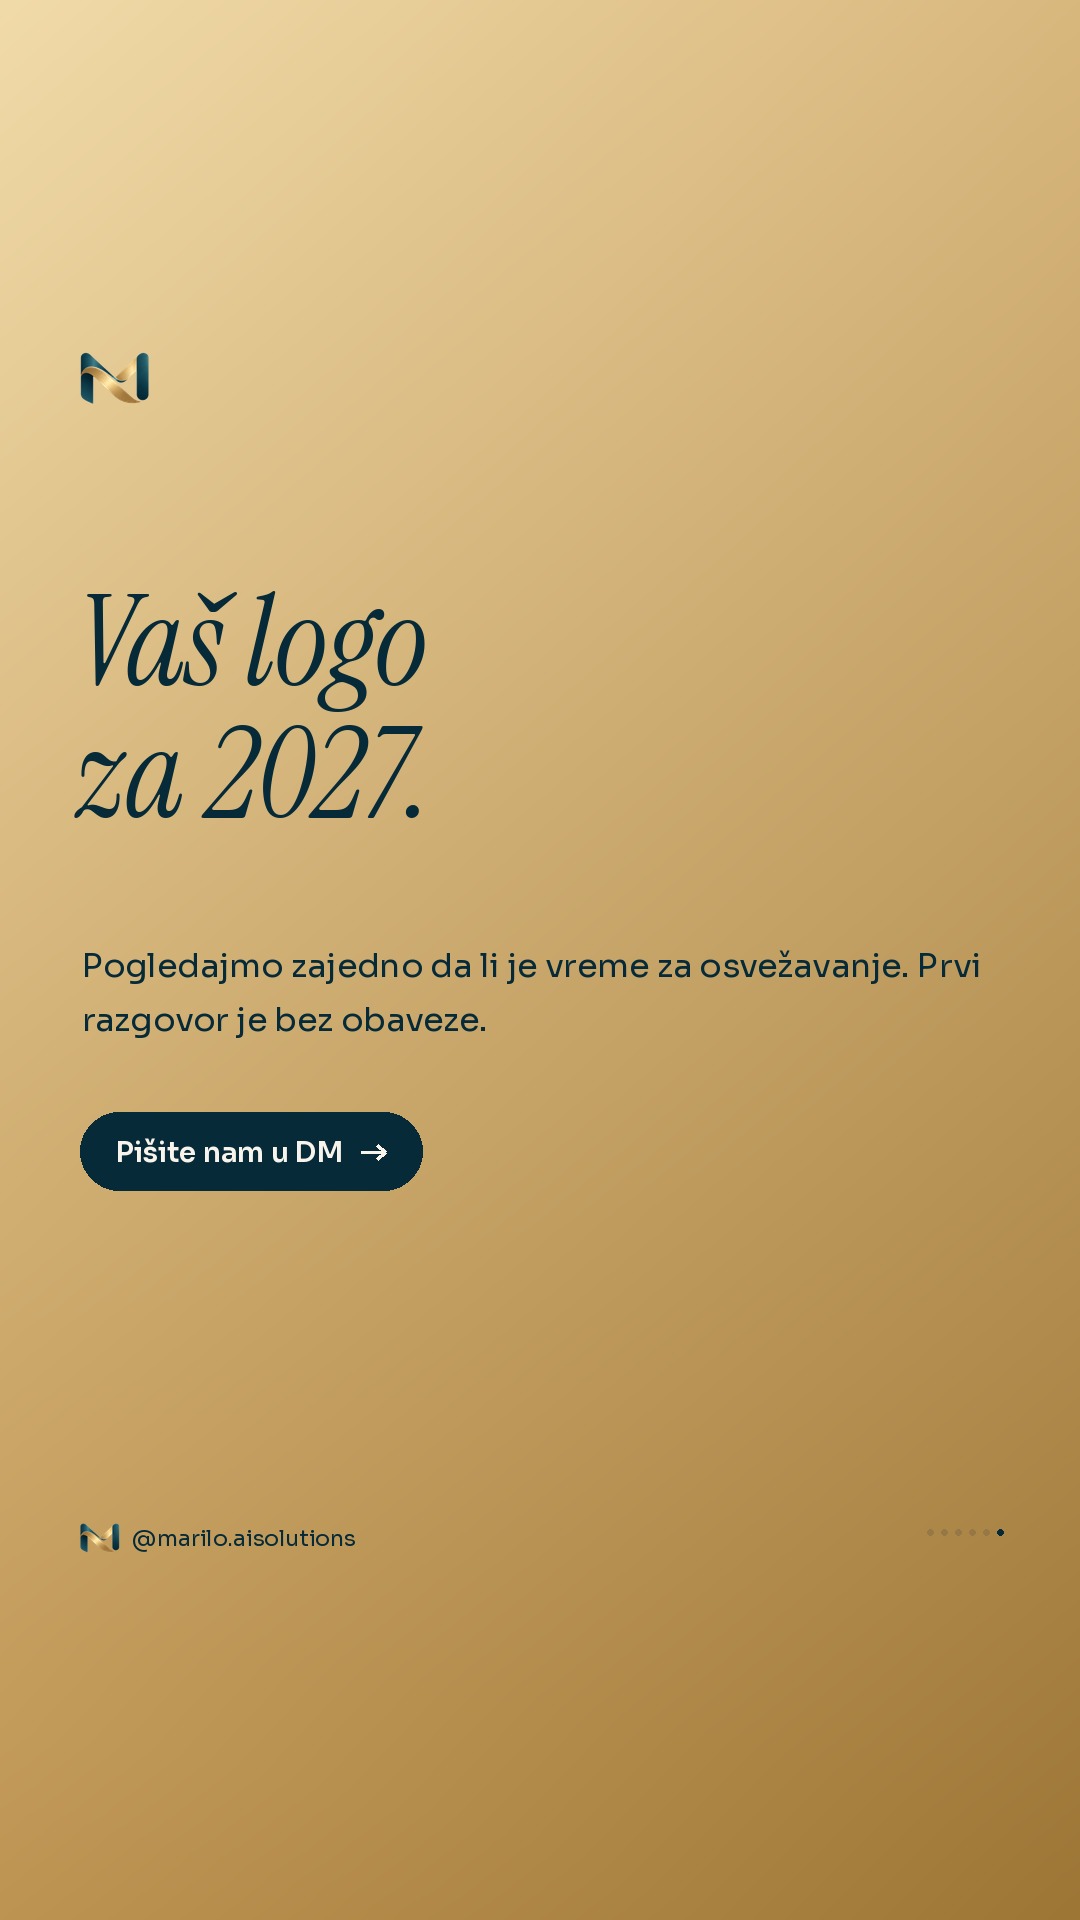 Vaš logo
za 2027.
Pogledajmo zajedno da li je vreme za osvežavanje. Prvi
razgovor je bez obaveze.
Pišite nam u DM →
@marilo.aisolutions